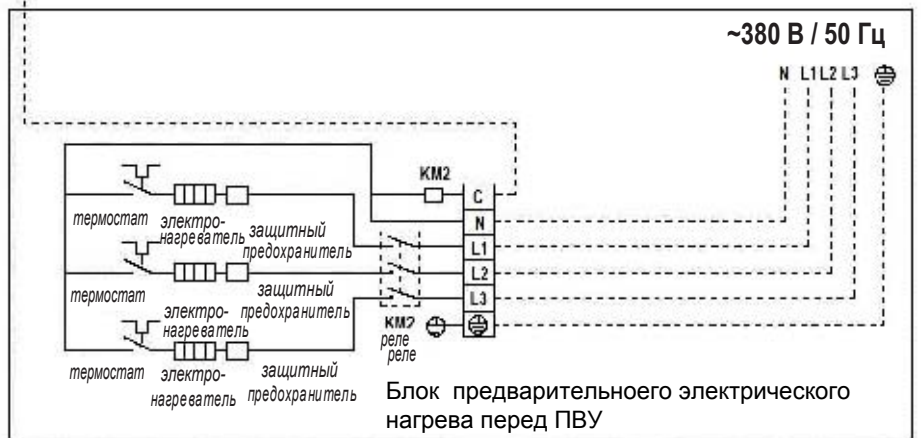 ~380 В / 50 Гц
N L1 L2 L3
KM2
C
N
L1
L2
L3
термостат
электро-
нагреватель
защитный
предохранитель
термостат
электро-
нагреватель
защитный
предохранитель
KM2
реле
реле
термостат
электро-
нагреватель
защитный
предохранитель
Блок предварительноего электрического
нагрева перед ПВУ